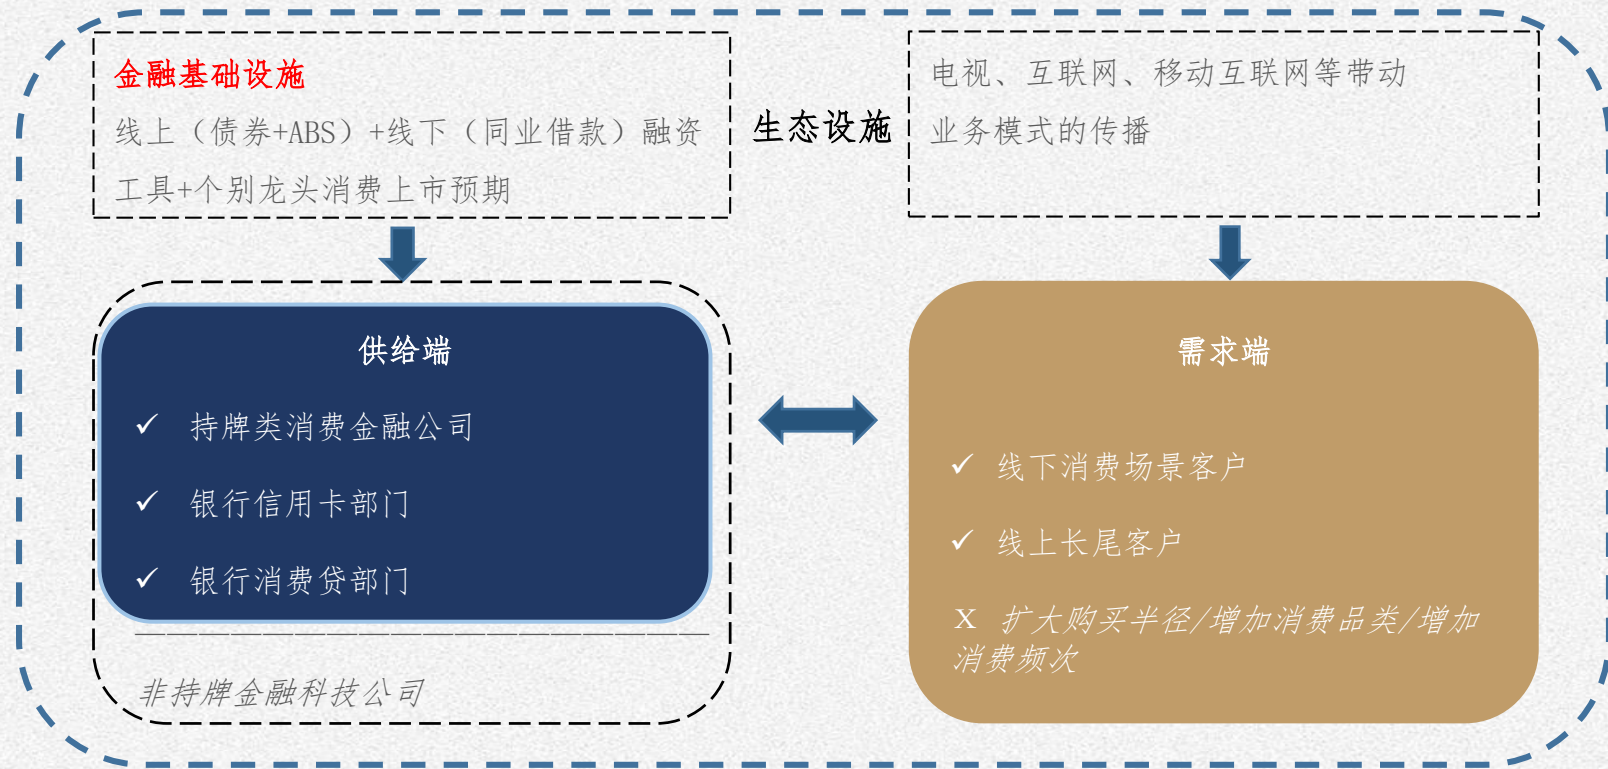 金融基础设施
线上（债券+ABS）+线下（同业借款）融资
工具+个别龙头消费上市预期
生态设施
电视、互联网、移动互联网等带动
业务模式的传播
供给端
✓ 持牌类消费金融公司
✓ 银行信用卡部门
✓ 银行消费贷部门
非持牌金融科技公司
需求端
✓ 线下消费场景客户
✓ 线上长尾客户
X 扩大购买半径/增加消费品类/增加
消费频次